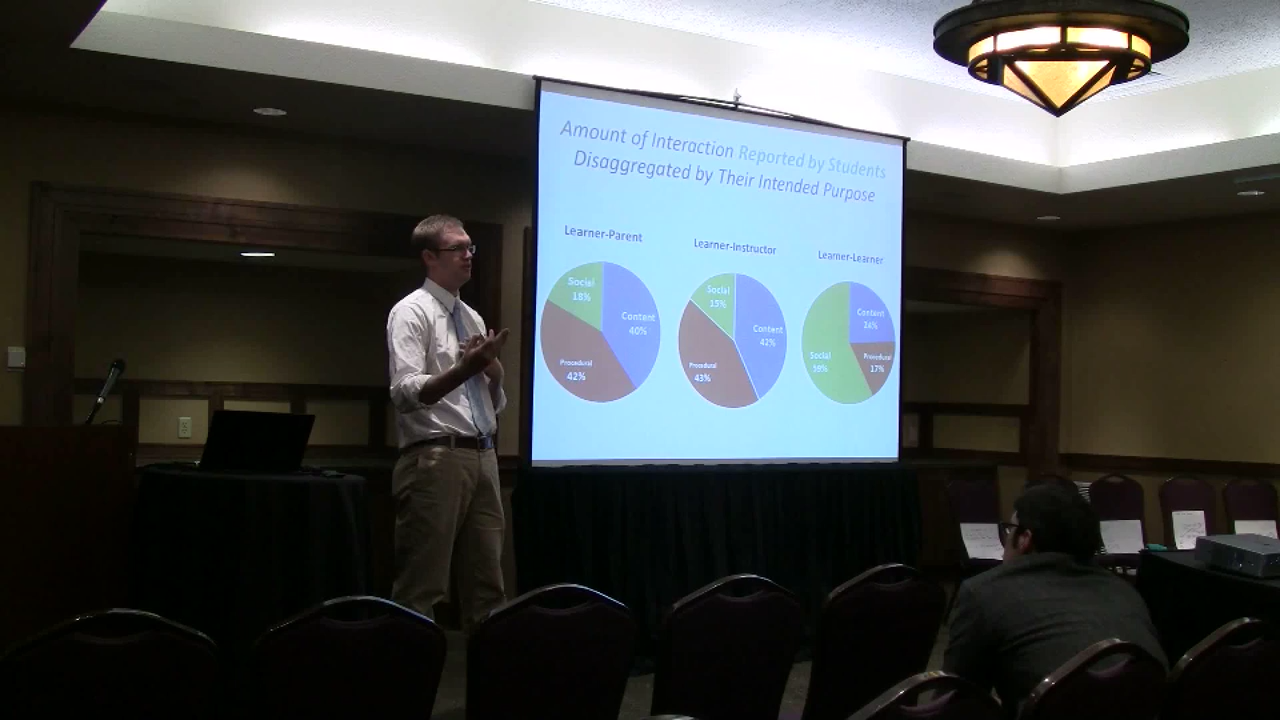 Amount of Interaction Reported by Students
Disaggregated by Their Intended Purpose
Learner-Parent
Social
18%
Content
40%
Procedural
42%
Learner-Instructor
Social
15%
Content
42%
Procedural
43%
Learner-Learner
Content
24%
Social
59%
Procedural
17%